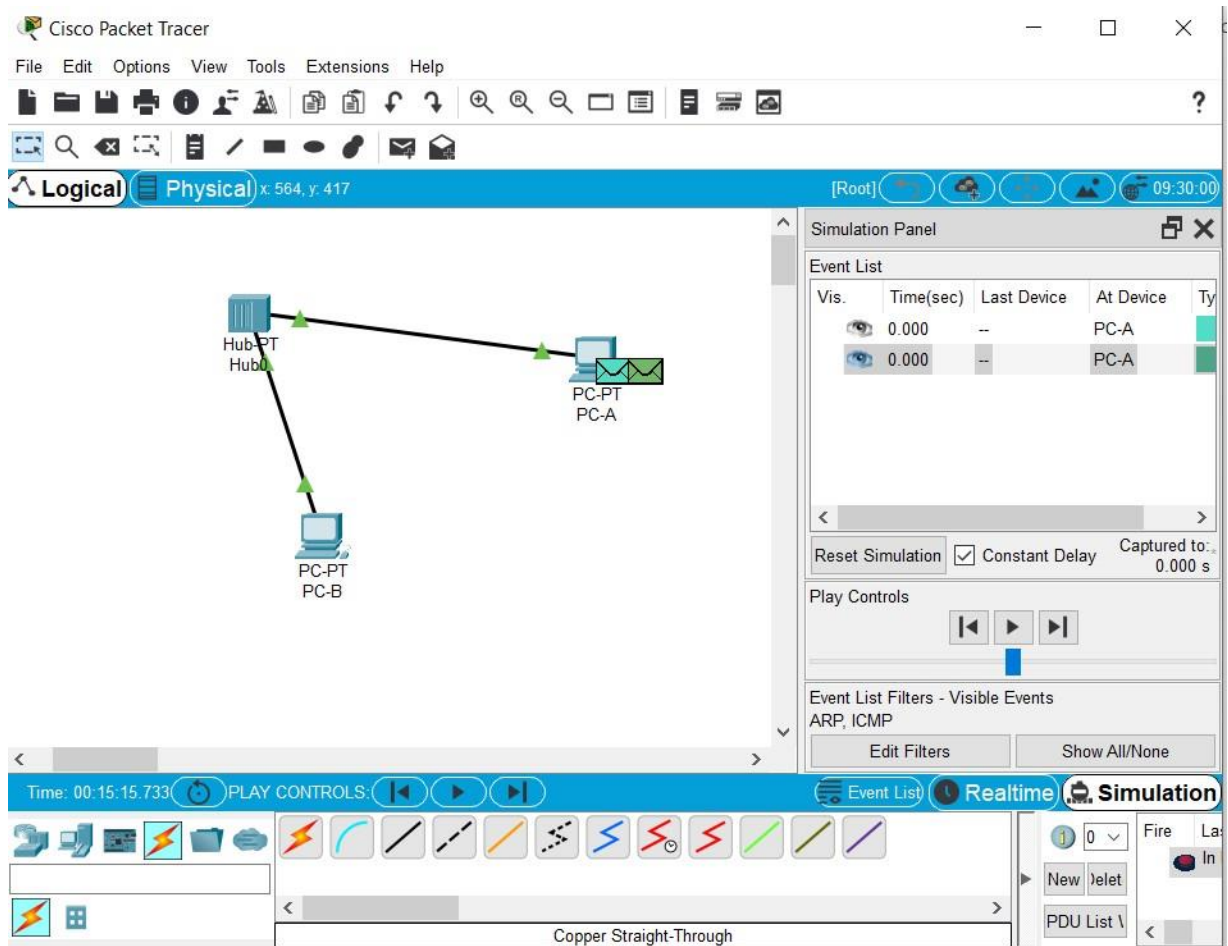 Cisco Packet Tracer
File Edit Options View Tools Extensions Help
?
Logical Physical x: 564, y: 417 [Root] 09:30:00
Simulation Panel
Event List
Vis. Time(sec) Last Device At Device Ty
0.000 -- PC-A
0.000 -- PC-A
Hub-PT
Hub0
PC-PT
PC-A
PC-PT
PC-B
Reset Simulation Constant Delay Captured to:
0.000 s
Play Controls
Event List Filters - Visible Events
ARP, ICMP
Edit Filters Show All/None
Time: 00:15:15.733 PLAY CONTROLS: Event List Realtime Simulation
0 Fire La
In
New Delet
PDU List
Copper Straight-Through